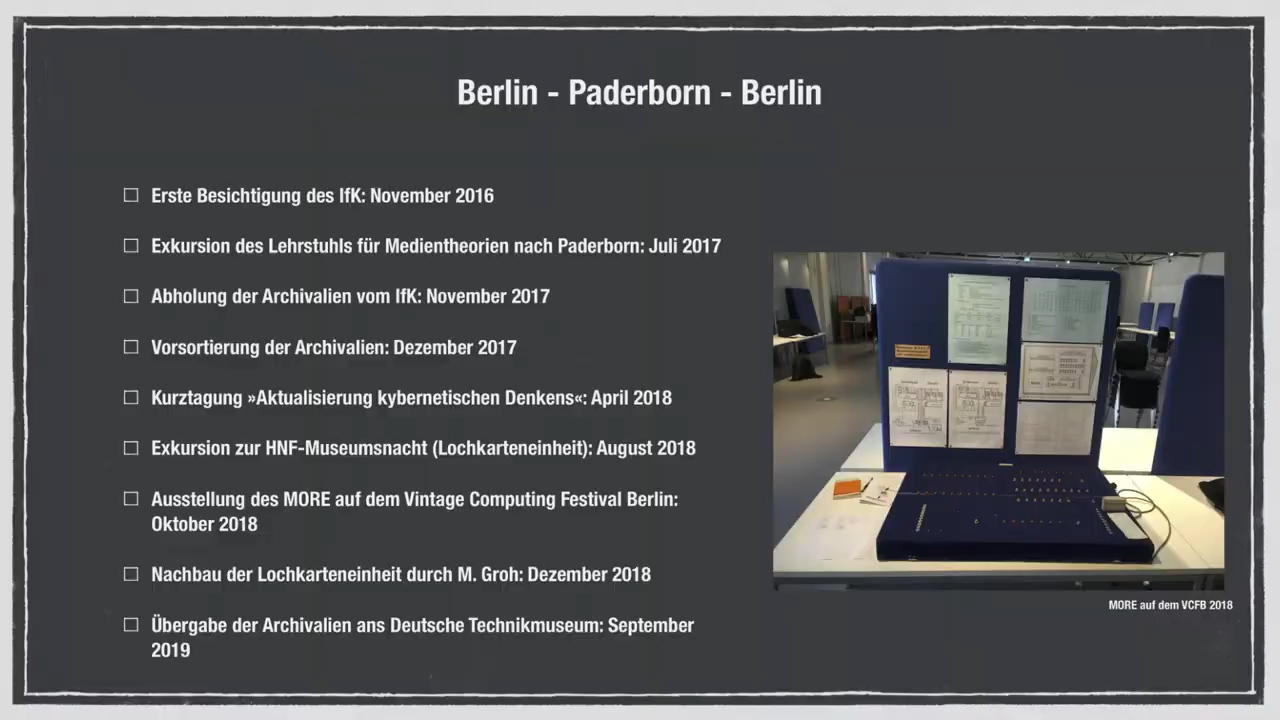 Berlin - Paderborn - Berlin
Erste Besichtigung des IfK: November 2016
Exkursion des Lehrstuhls für Medientheorien nach Paderborn: Juli 2017
Abholung der Archivalien vom IfK: November 2017
Vorsortierung der Archivalien: Dezember 2017
Kurztagung »Aktualisierung kybernetischen Denkens«: April 2018
Exkursion zur HNF-Museumsnacht (Lochkarteneinheit): August 2018
Ausstellung des MORE auf dem Vintage Computing Festival Berlin:
Oktober 2018
Nachbau der Lochkarteneinheit durch M. Groh: Dezember 2018
Übergabe der Archivalien ans Deutsche Technikmuseum: September
2019
MORE auf dem VCFB 2018